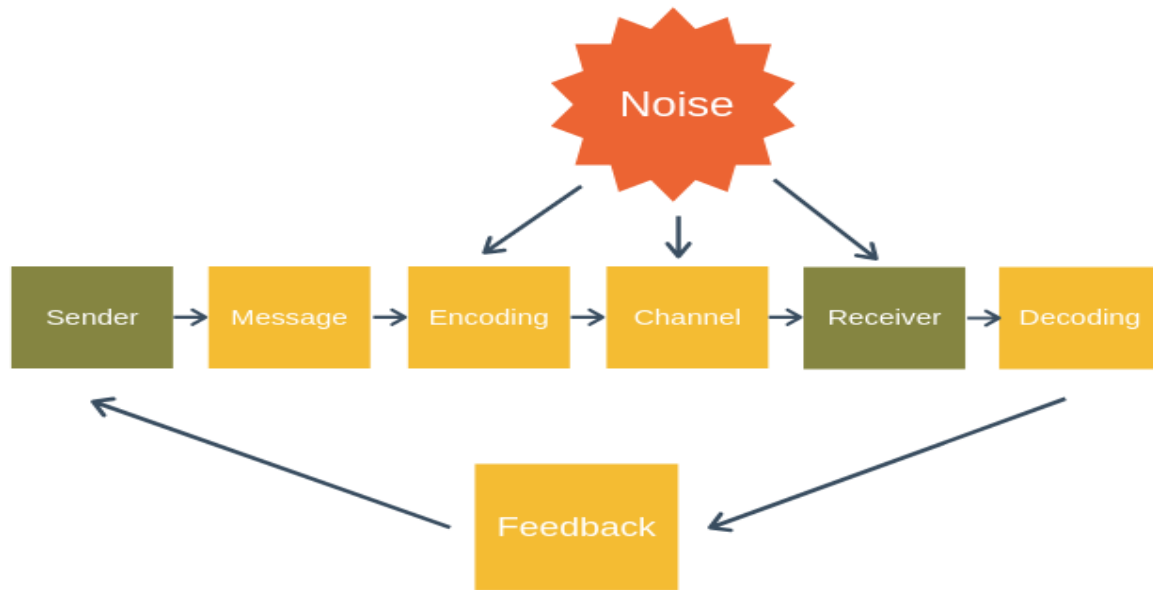 Noise
Sender
Message
Encoding
Channel
Receiver
Decoding
Feedback